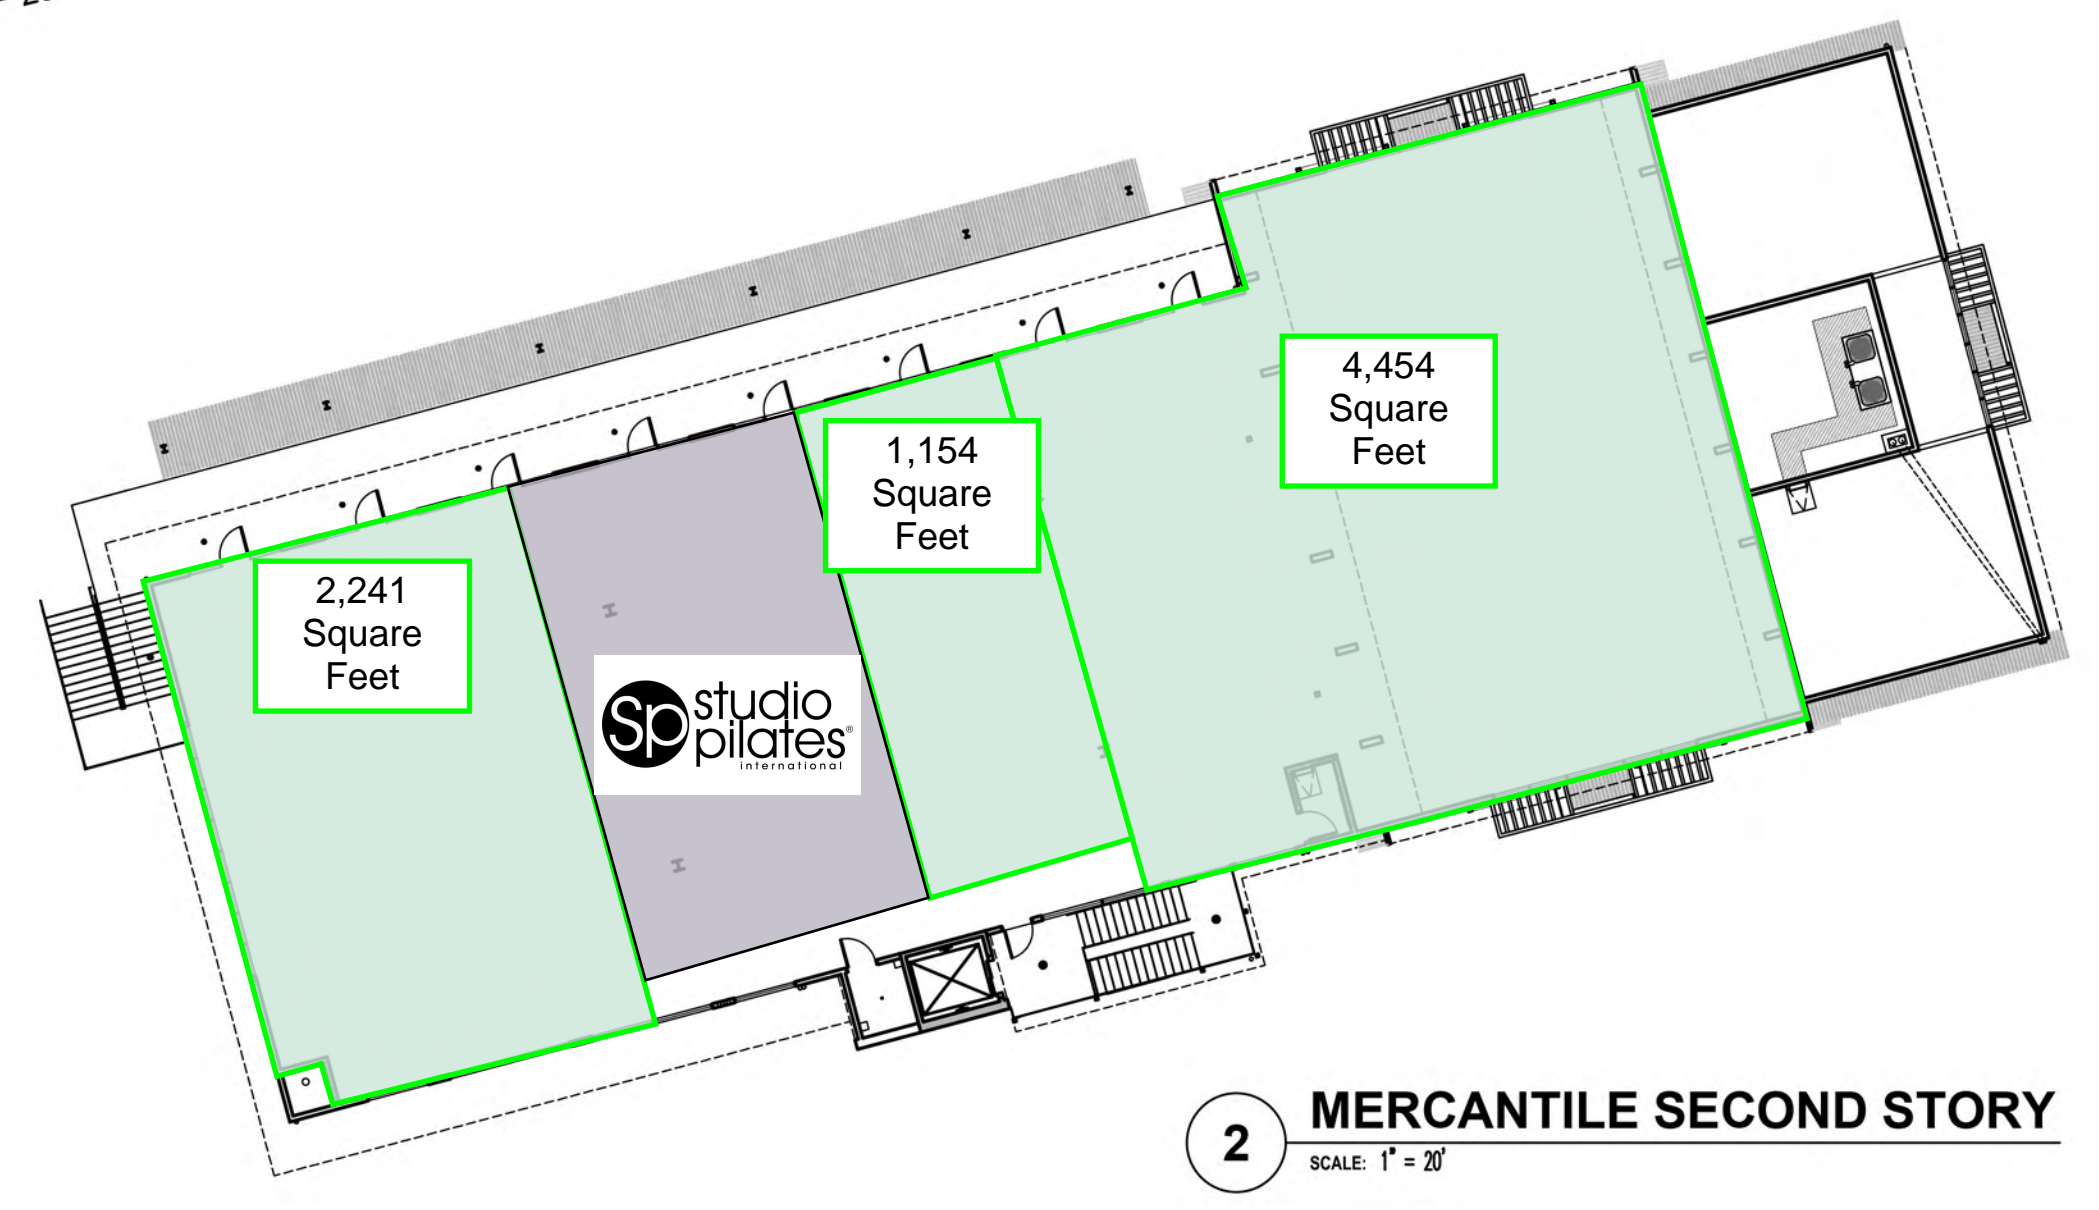 4,454
Square
Feet
1,154
Square
Feet
2,241
Square
Feet
Sp studio
pilates®
international
2
MERCANTILE SECOND STORY
SCALE: 1" = 20'